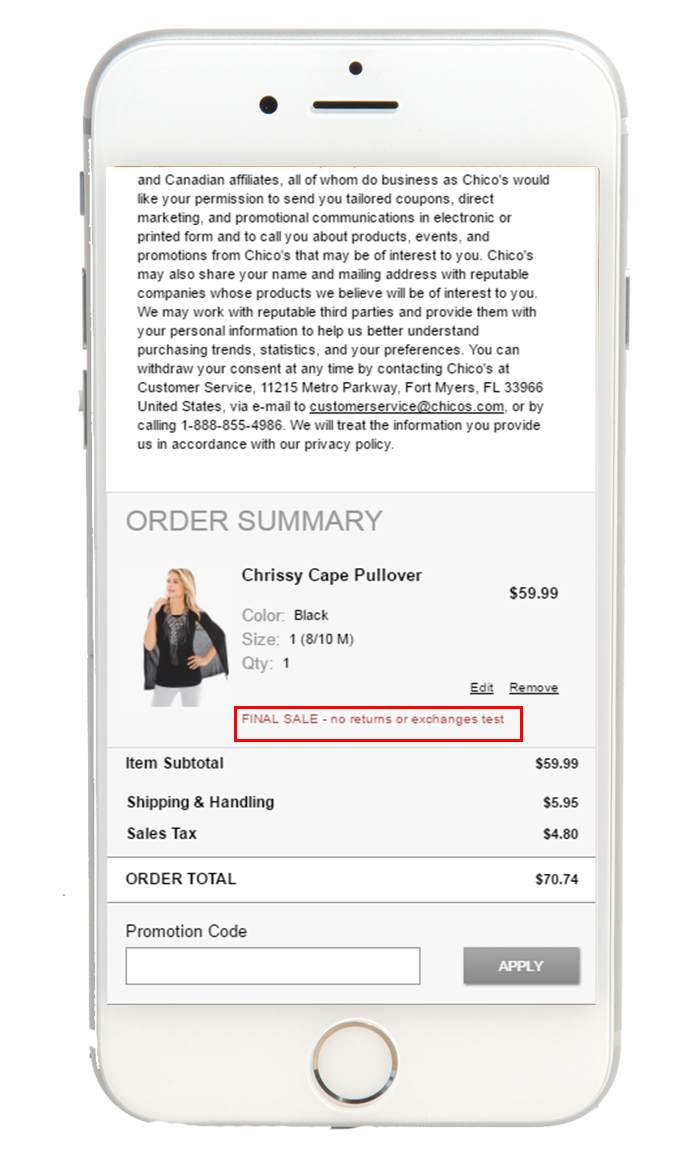 and Canadian affiliates, all of whom do business as Chico's would
like your permission to send you tailored coupons, direct
marketing, and promotional communications in electronic or
printed form and to call you about products, events, and
promotions from Chico's that may be of interest to you. Chico's
may also share your name and mailing address with reputable
companies whose products we believe will be of interest to you.
We may work with reputable third parties and provide them with
your personal information to help us better understand
purchasing trends, statistics, and your preferences. You can
withdraw your consent at any time by contacting Chico's at
Customer Service, 11215 Metro Parkway, Fort Myers, FL 33966
United States, via e-mail to customerservice@chicos.com, or by
calling 1-888-855-4986. We will treat the information you provide
us in accordance with our privacy policy.
ORDER SUMMARY
Chrissy Cape Pullover
$59.99
Color: Black
Size: 1 (8/10 M)
Qty: 1
Edit Remove
FINAL SALE - no returns or exchanges test
Item Subtotal $59.99
Shipping & Handling $5.95
Sales Tax $4.80
ORDER TOTAL $70.74
Promotion Code
APPLY